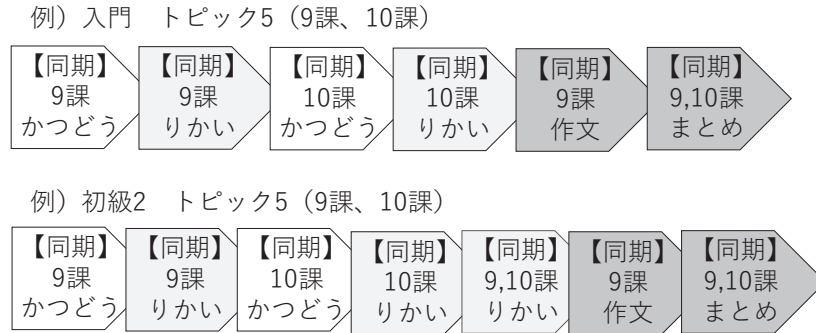 例）入門　トピック5（9課、10課）
【同期】
9課
かつどう
【同期】
9課
りかい
【同期】
10課
かつどう
【同期】
10課
りかい
【同期】
9課
作文
【同期】
9,10課
まとめ
例）初級2　トピック5（9課、10課）
【同期】
9課
かつどう
【同期】
9課
りかい
【同期】
10課
かつどう
【同期】
10課
りかい
【同期】
9,10課
りかい
【同期】
9課
作文
【同期】
9,10課
まとめ